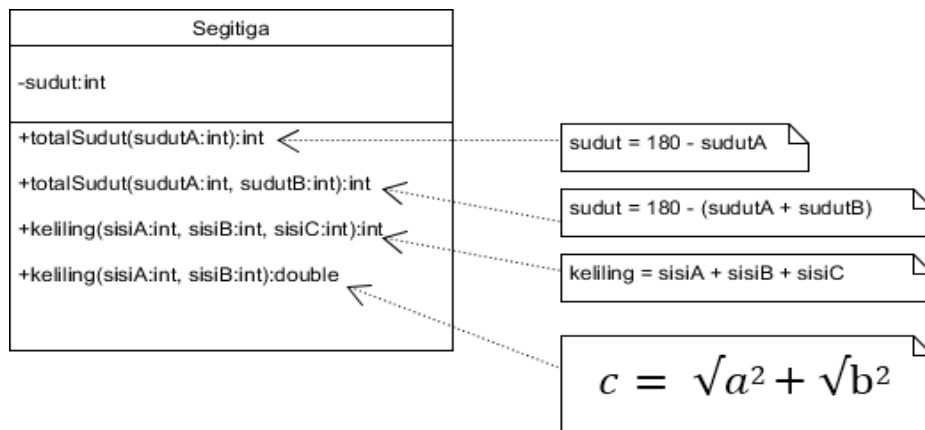 Segitiga
-sudut:int
+totalSudut(sudutA:int):int
+totalSudut(sudutA:int, sudutB:int):int
+keliling(sisiA:int, sisiB:int, sisiC:int):int
+keliling(sisiA:int, sisiB:int):double
sudut = 180 - sudutA
sudut = 180 - (sudutA + sudutB)
keliling = sisiA + sisiB + sisiC
c = √a² + √b²